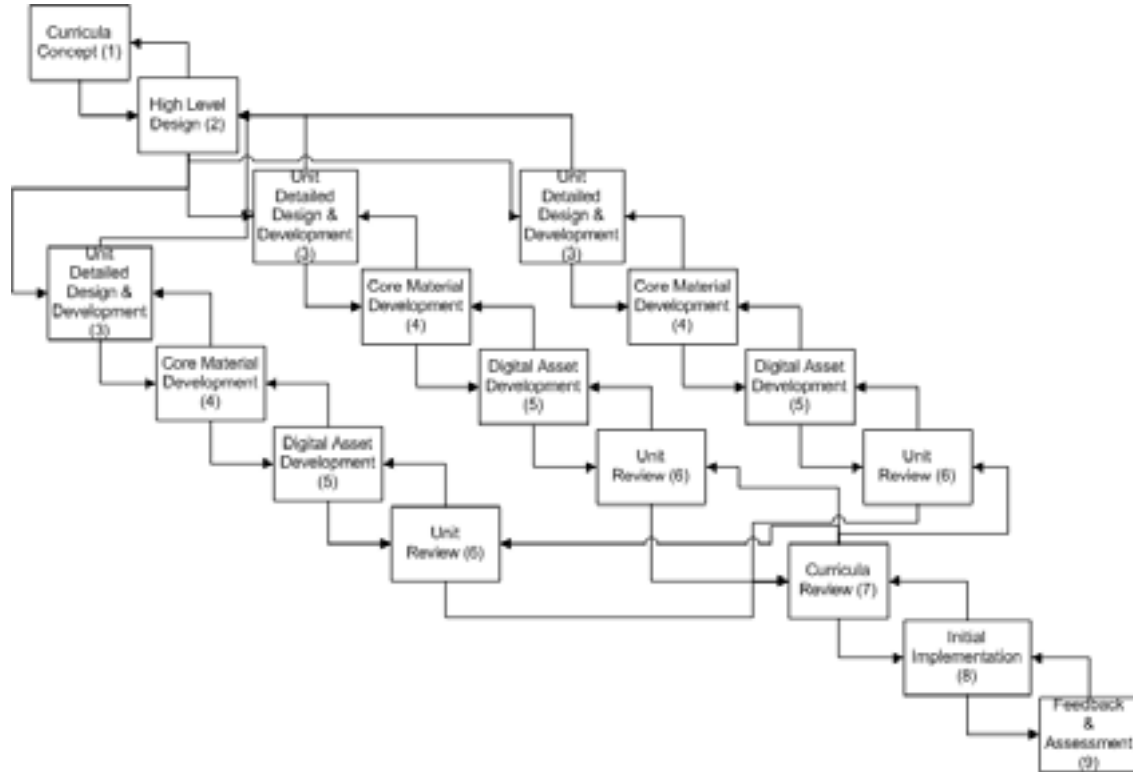 Curricula
Concept (1)
High Level
Design (2)
Unit
Detailed
Design &
Development
(3)
Unit
Detailed
Design &
Development
(3)
Unit
Detailed
Design &
Development
(3)
Core Material
Development
(4)
Core Material
Development
(4)
Core Material
Development
(4)
Digital Asset
Development
(5)
Digital Asset
Development
(5)
Digital Asset
Development
(5)
Unit
Review (6)
Unit
Review (6)
Unit
Review (6)
Curricula
Review (7)
Initial
Implementation
(8)
Feedback
&
Assessment
(9)